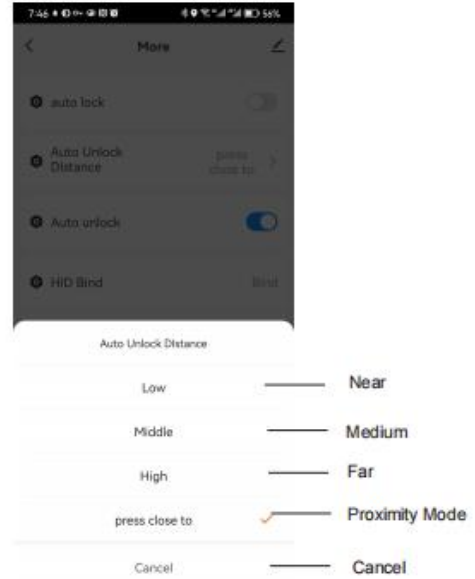 7:46 56%
More
auto lock
Auto Unlock
Distance
press
close to
Auto unlock
HID Bind
Bind
Auto Unlock Distance
Low
Near
Middle
Medium
High
Far
press close to
Proximity Mode
Cancel
Cancel